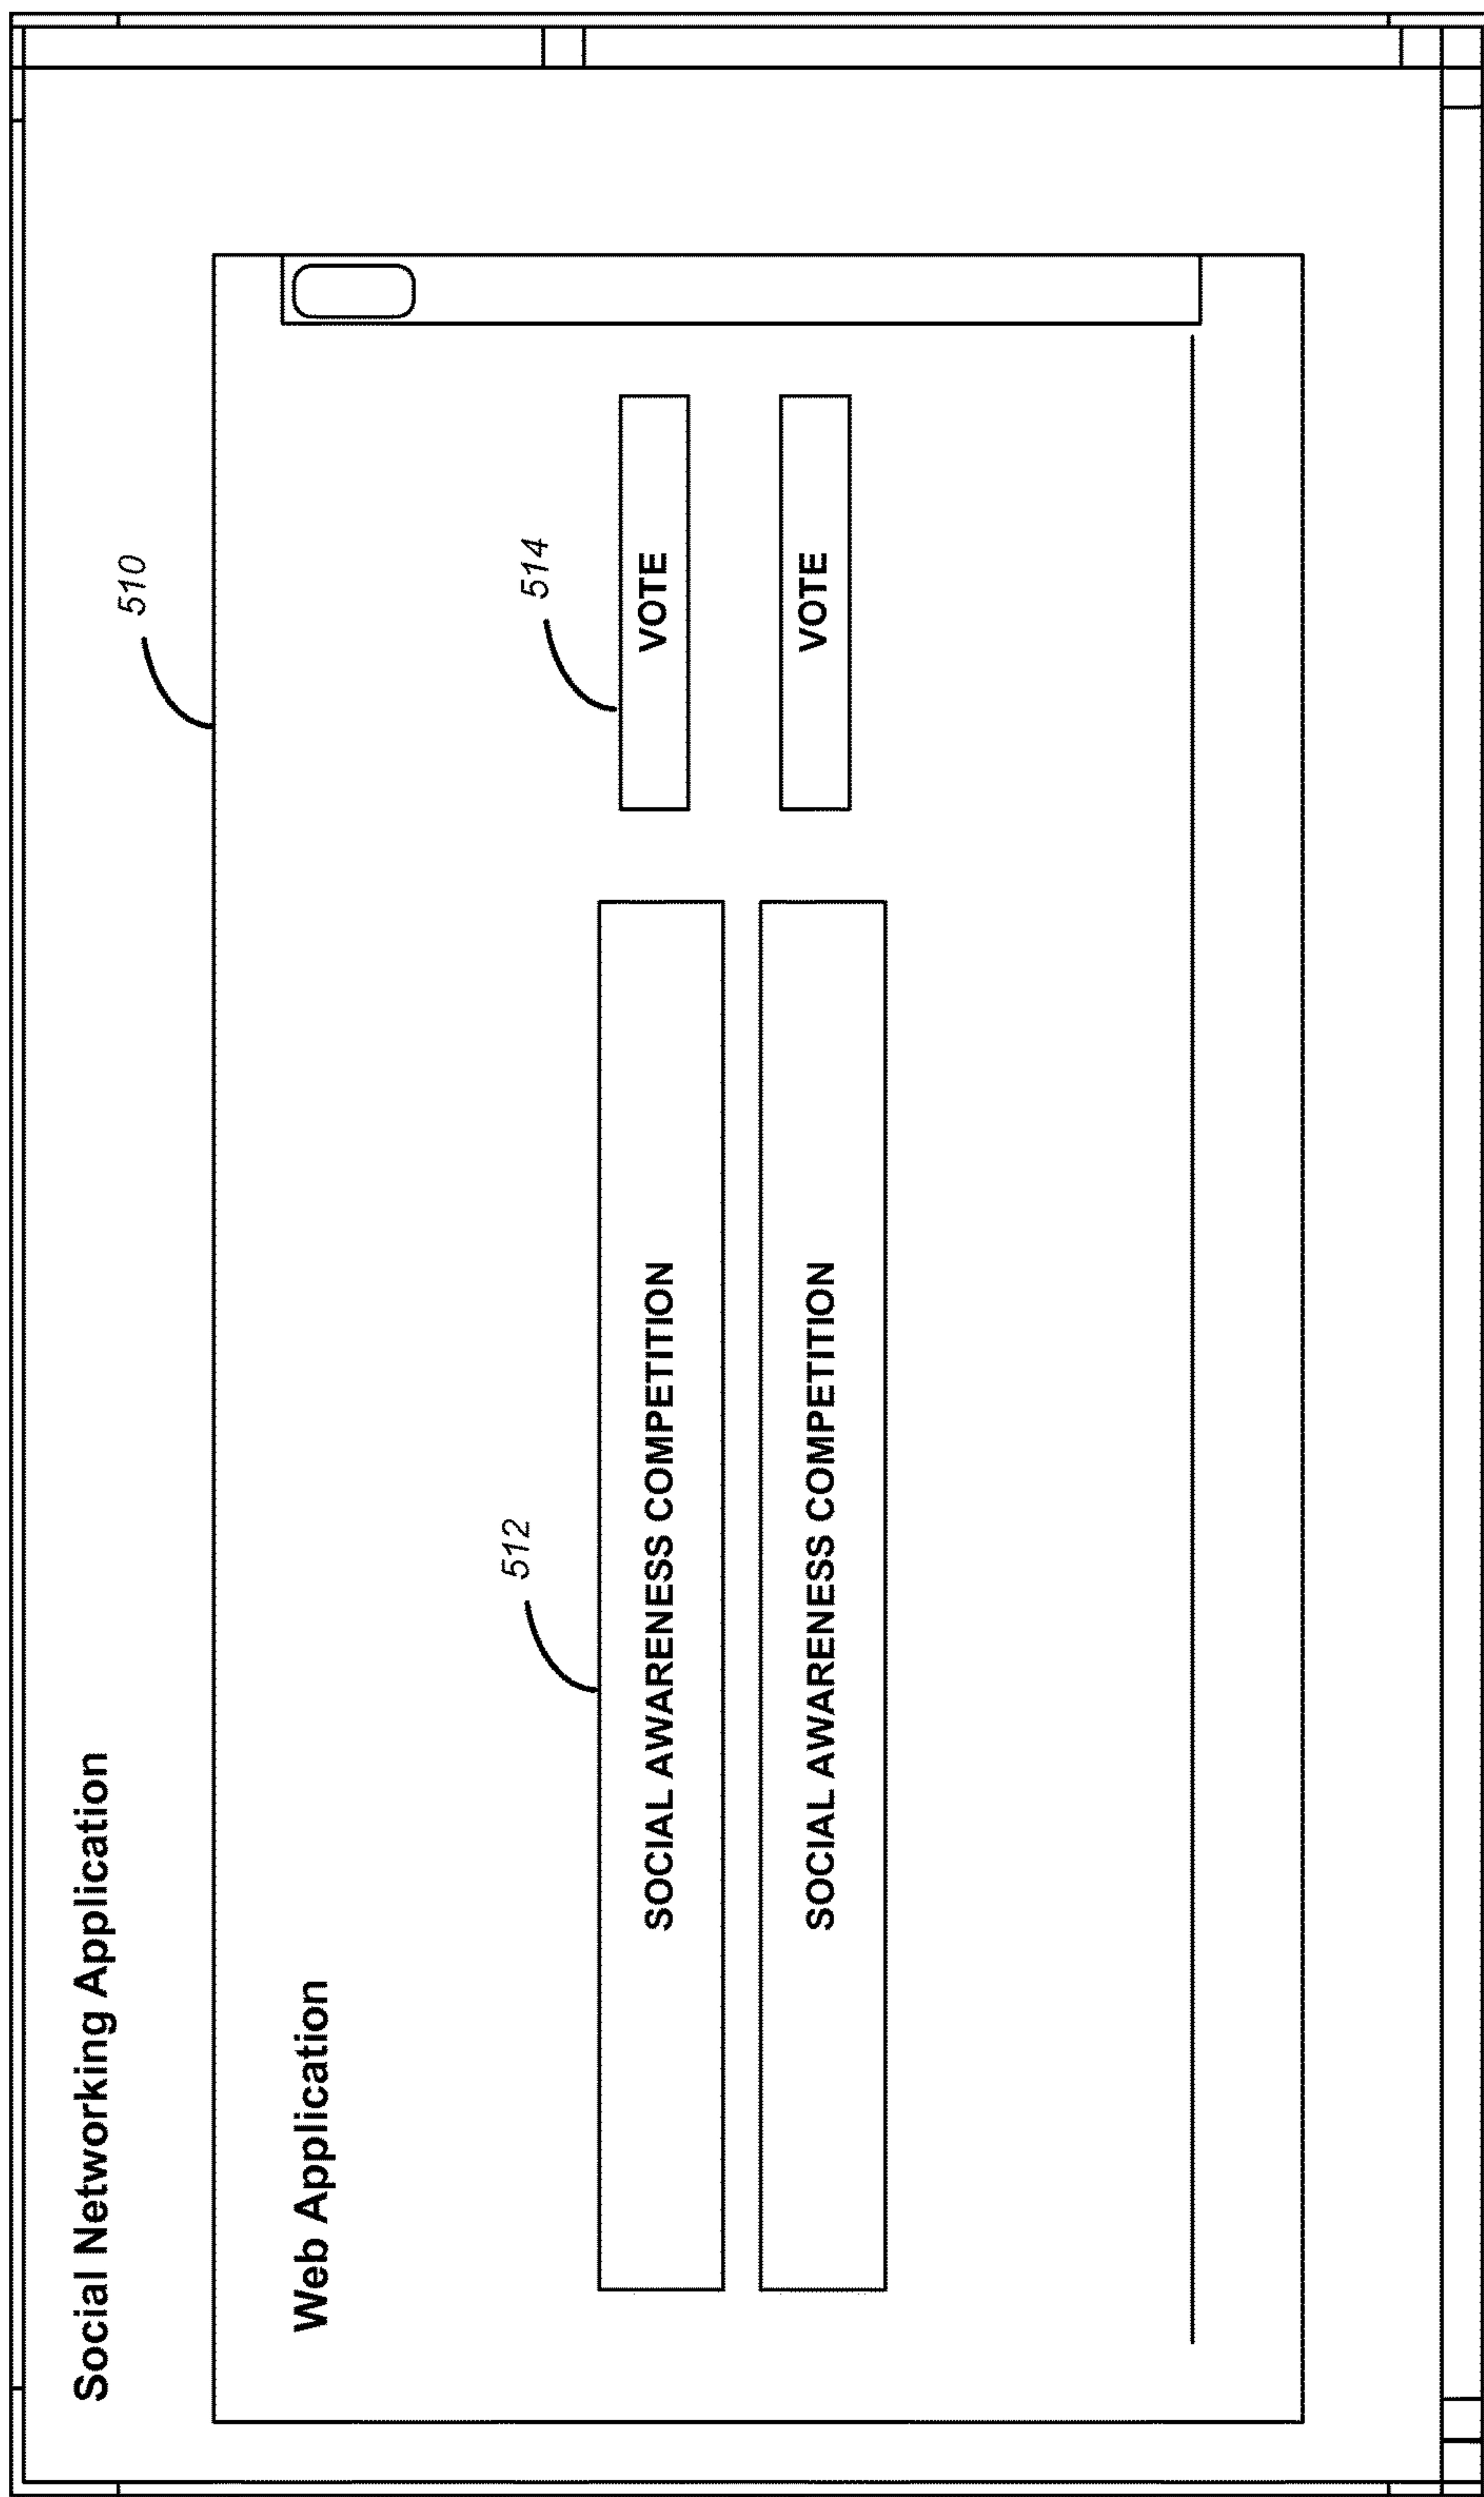 Social Networking Application
510
Web Application
512
514
SOCIAL AWARENESS COMPETITION
VOTE
SOCIAL AWARENESS COMPETITION
VOTE